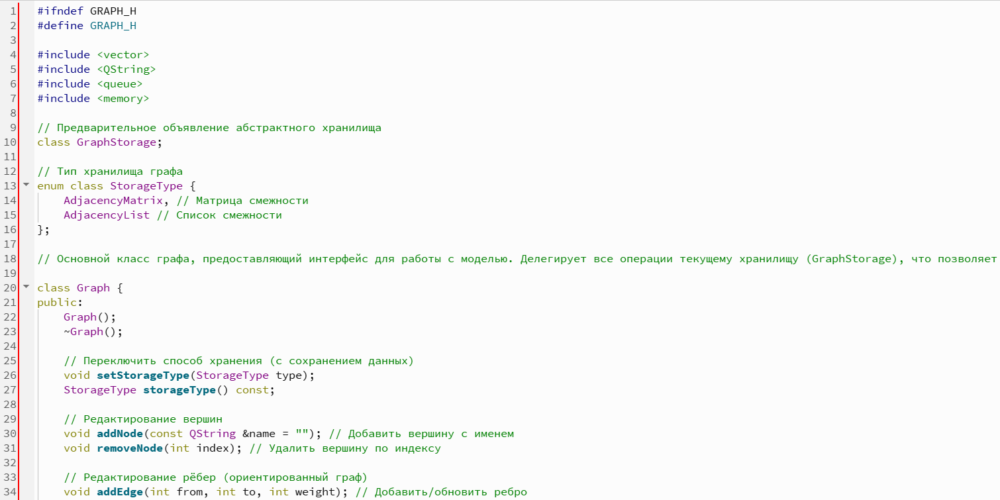 1 #ifndef GRAPH_H
2 #define GRAPH_H
3
4 #include <vector>
5 #include <QString>
6 #include <queue>
7 #include <memory>
8
9 // Предварительное объявление абстрактного хранилища
10 class GraphStorage;
11
12 // Тип хранилища графа
13 enum class StorageType {
14     AdjacencyMatrix, // Матрица смежности
15     AdjacencyList // Список смежности
16 };
17
18 // Основной класс графа, предоставляющий интерфейс для работы с моделью. Делегирует все операции текущему хранилищу (GraphStorage), что позволяет
19
20 class Graph {
21 public:
22     Graph();
23     ~Graph();
24
25     // Переключить способ хранения (с сохранением данных)
26     void setStorageType(StorageType type);
27     StorageType storageType() const;
28
29     // Редактирование вершин
30     void addNode(const QString &name = ""); // Добавить вершину с именем
31     void removeNode(int index); // Удалить вершину по индексу
32
33     // Редактирование рёбер (ориентированный граф)
34     void addEdge(int from, int to, int weight); // Добавить/обновить ребро